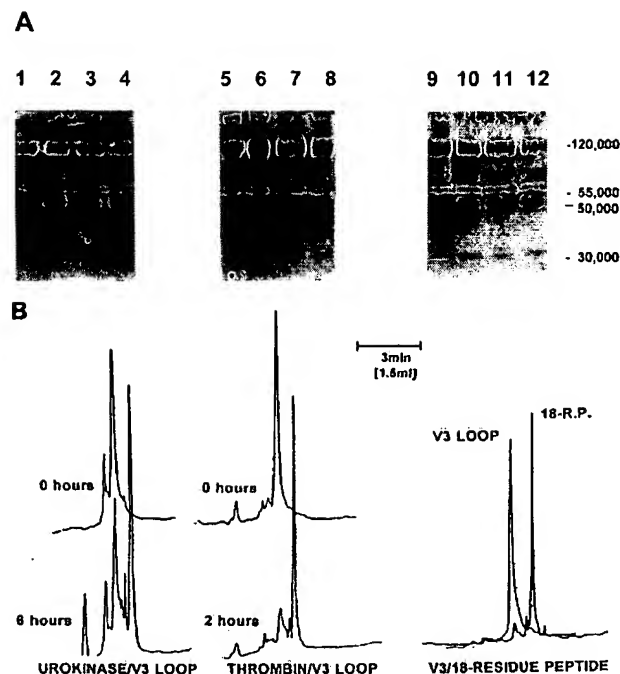 A
1 2 3 4 5 6 7 8 9 10 11 12
-120,000
- 55,000
- 50,000
- 30,000
B
3min
[1.5ml]
18-R.P.
V3 LOOP
0 hours
0 hours
6 hours
2 hours
UROKINASE/V3 LOOP THROMBIN/V3 LOOP V3/18-RESIDUE PEPTIDE